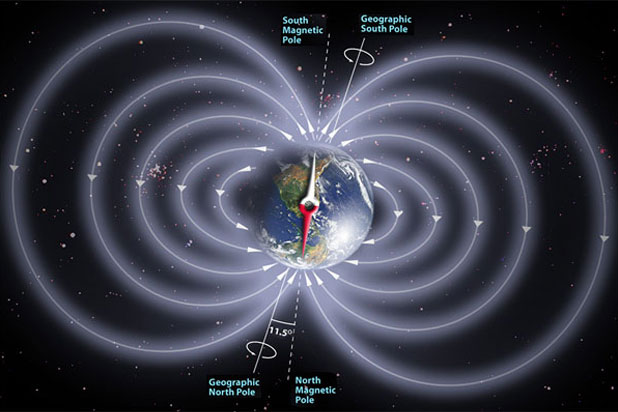 South
Magnetic
Pole
Geographic
South Pole
11.5°
Geographic
North Pole
North
Magnetic
Pole